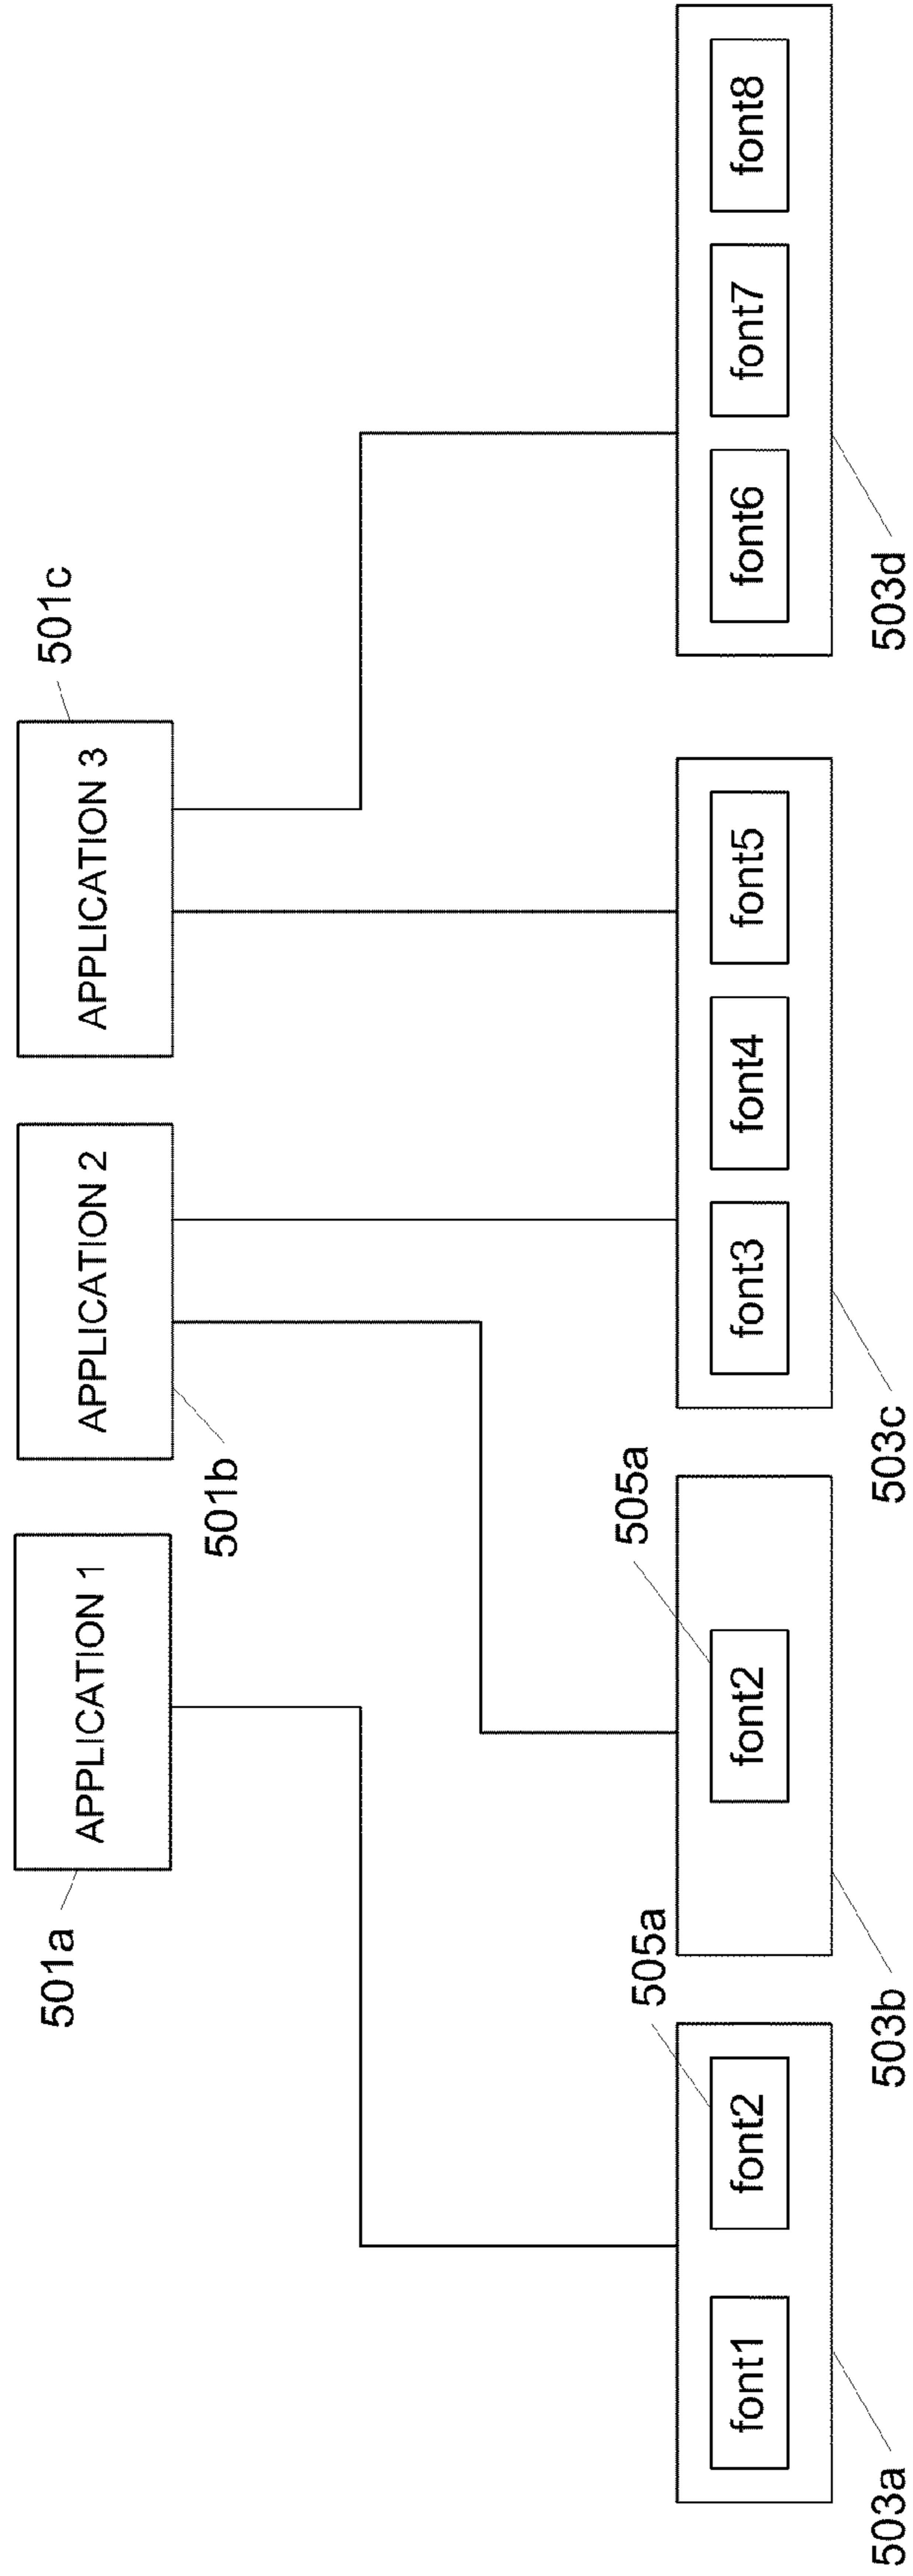 501a
APPLICATION 1
501b
APPLICATION 2
501c
APPLICATION 3
505a
505a
font1
font2
font2
font3
font4
font5
font6
font7
font8
503a
503b
503c
503d